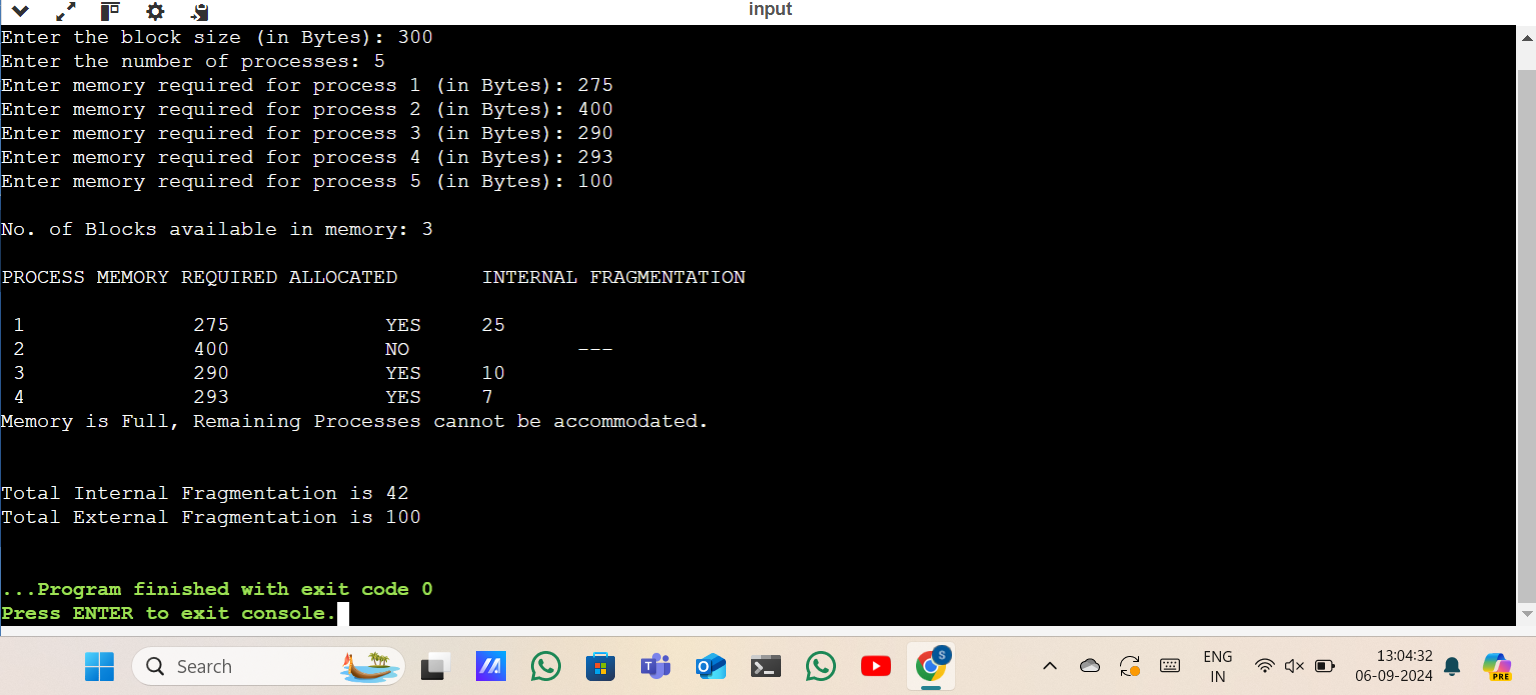 input
Enter the block size (in Bytes): 300
Enter the number of processes: 5
Enter memory required for process 1 (in Bytes): 275
Enter memory required for process 2 (in Bytes): 400
Enter memory required for process 3 (in Bytes): 290
Enter memory required for process 4 (in Bytes): 293
Enter memory required for process 5 (in Bytes): 100
No. of Blocks available in memory: 3
PROCESS MEMORY REQUIRED ALLOCATED INTERNAL FRAGMENTATION
1 275 YES 25
2 400 NO ---
3 290 YES 10
4 293 YES 7
Memory is Full, Remaining Processes cannot be accommodated.
Total Internal Fragmentation is 42
Total External Fragmentation is 100
...Program finished with exit code 0
Press ENTER to exit console.
Search
S
ENG
IN
13:04:32
06-09-2024
PRE